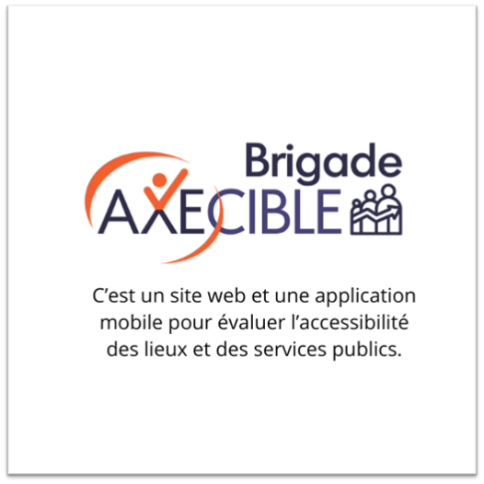 Brigade
AXECIBLE
C’est un site web et une application
mobile pour évaluer l’accessibilité
des lieux et des services publics.